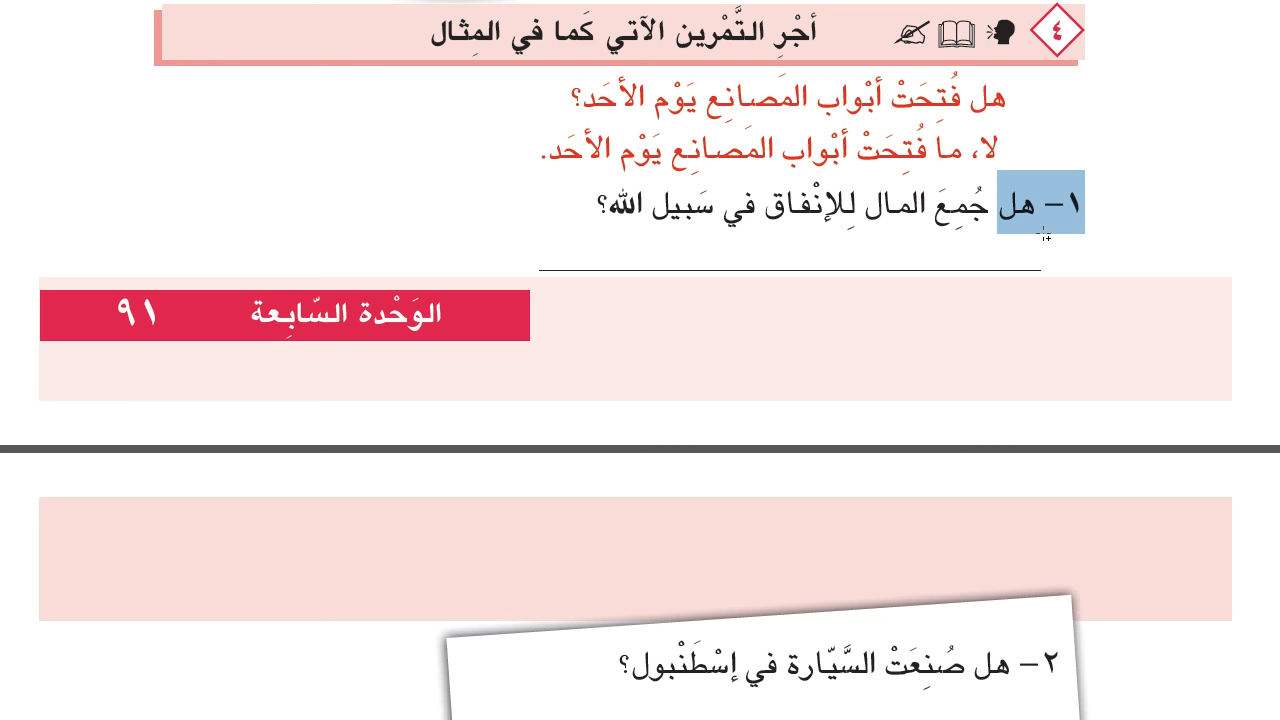 ٤ أجْرِ التَّمْرين الآتي كَما في المِثال
هل فُتِحَتْ أبْواب المَصانِع يَوْم الأحَد؟
لا، ما فُتِحَتْ أبْواب المَصانِع يَوْم الأحَد.
١- هل جُمِعَ المال لِلإنْفاق في سَبيل الله؟
الوَحْدة السّابِعة ٩١
٢- هل صُنِعَتْ السَّيّارة في إسْطَنْبول؟